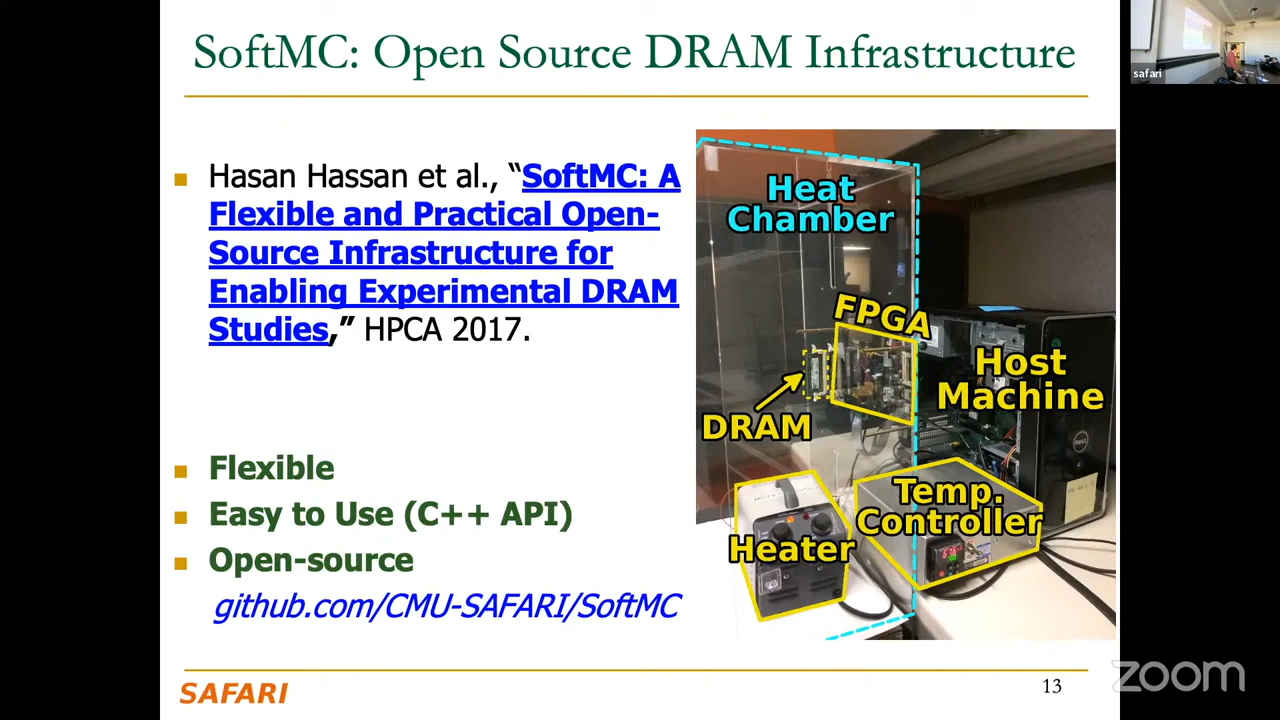 SoftMC: Open Source DRAM Infrastructure
safari
Hasan Hassan et al., “SoftMC: A
Flexible and Practical Open-
Source Infrastructure for
Enabling Experimental DRAM
Studies,” HPCA 2017.
Flexible
Easy to Use (C++ API)
Open-source
github.com/CMU-SAFARI/SoftMC
Heat
Chamber
FPGA
Host
Machine
DRAM
DELL
Temp.
Controller
Heater
SAFARI
13
zoom